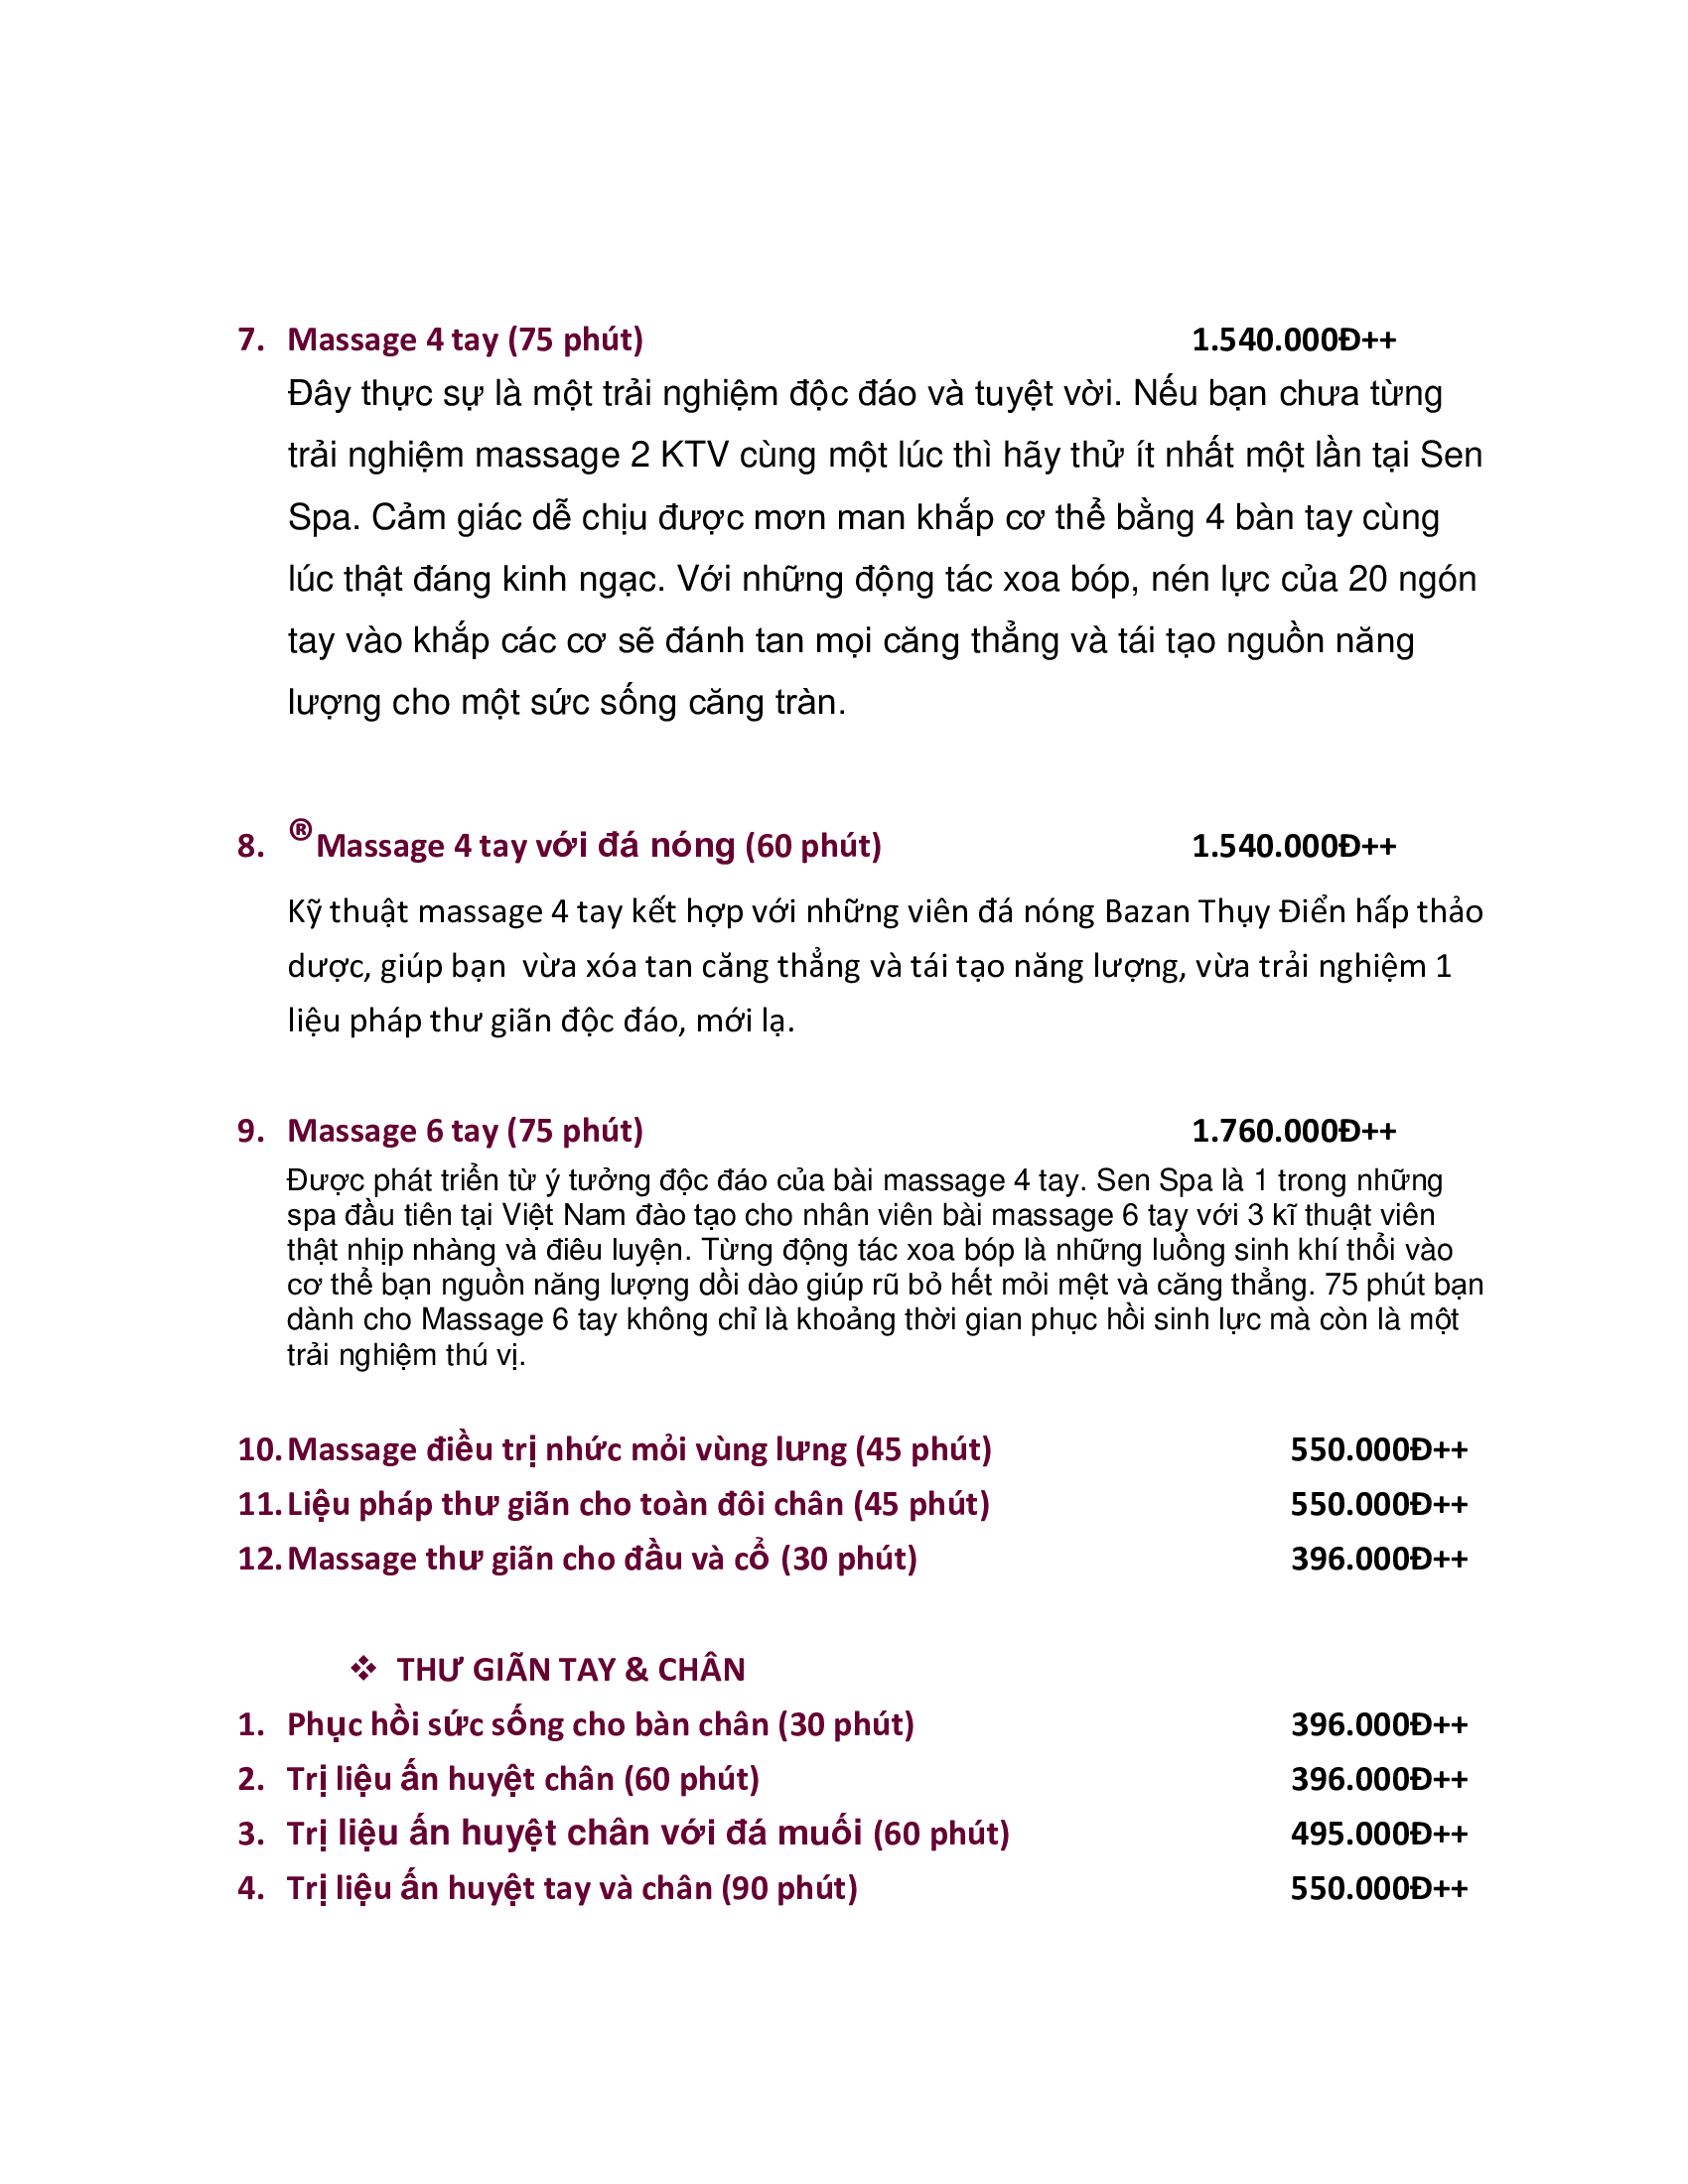 7. Massage 4 tay (75 phút) 1.540.000Đ++
Đây thực sự là một trải nghiệm độc đáo và tuyệt vời. Nếu bạn chưa từng
trải nghiệm massage 2 KTV cùng một lúc thì hãy thử ít nhất một lần tại Sen
Spa. Cảm giác dễ chịu được mơn man khắp cơ thể bằng 4 bàn tay cùng
lúc thật đáng kinh ngạc. Với những động tác xoa bóp, nén lực của 20 ngón
tay vào khắp các cơ sẽ đánh tan mọi căng thẳng và tái tạo nguồn năng
lượng cho một sức sống căng tràn.
8. ®Massage 4 tay với đá nóng (60 phút) 1.540.000Đ++
Kỹ thuật massage 4 tay kết hợp với những viên đá nóng Bazan Thụy Điển hấp thảo
dược, giúp bạn vừa xóa tan căng thẳng và tái tạo năng lượng, vừa trải nghiệm 1
liệu pháp thư giãn độc đáo, mới lạ.
9. Massage 6 tay (75 phút) 1.760.000Đ++
Được phát triển từ ý tưởng độc đáo của bài massage 4 tay. Sen Spa là 1 trong những
spa đầu tiên tại Việt Nam đào tạo cho nhân viên bài massage 6 tay với 3 kĩ thuật viên
thật nhịp nhàng và điêu luyện. Từng động tác xoa bóp là những luồng sinh khí thổi vào
cơ thể bạn nguồn năng lượng dồi dào giúp rũ bỏ hết mỏi mệt và căng thẳng. 75 phút bạn
dành cho Massage 6 tay không chỉ là khoảng thời gian phục hồi sinh lực mà còn là một
trải nghiệm thú vị.
10. Massage điều trị nhức mỏi vùng lưng (45 phút) 550.000Đ++
11. Liệu pháp thư giãn cho toàn đôi chân (45 phút) 550.000Đ++
12. Massage thư giãn cho đầu và cổ (30 phút) 396.000Đ++
❖ THƯ GIÃN TAY & CHÂN
1. Phục hồi sức sống cho bàn chân (30 phút) 396.000Đ++
2. Trị liệu ấn huyệt chân (60 phút) 396.000Đ++
3. Trị liệu ấn huyệt chân với đá muối (60 phút) 495.000Đ++
4. Trị liệu ấn huyệt tay và chân (90 phút) 550.000Đ++